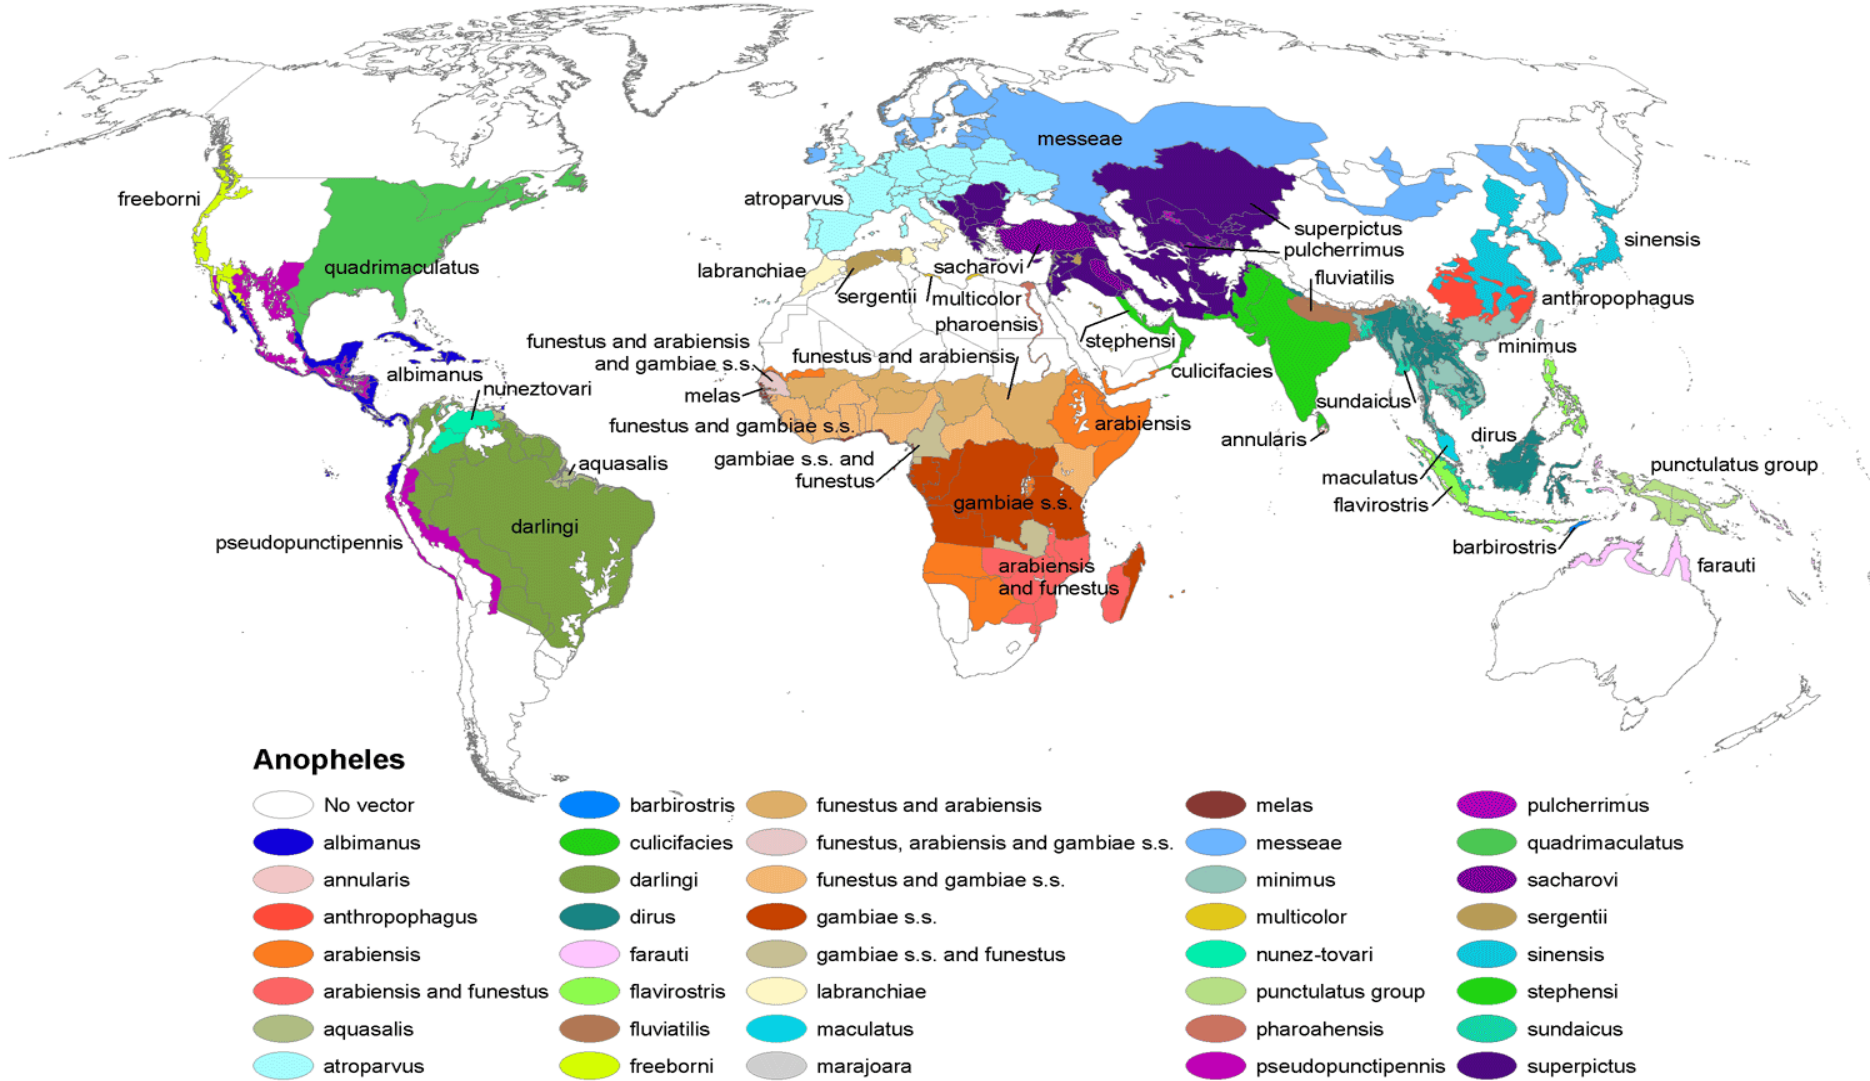 messeae
freeborni
atroparvus
superpictus
pulcherrimus
sinensis
quadrimaculatus
labranchiae
sacharovi
fluviatilis
sergentii
multicolor
anthropophagus
pharoensis
funestus and arabiensis
and gambiae s.s.
stephensi
minimus
funestus and arabiensis
albimanus
nuneztovari
culicifacies
melas
sundaicus
funestus and gambiae s.s.
arabiensis
annularis
dirus
gambiae s.s. and
funestus
aquasalis
maculatus
punctulatus group
flavirostris
gambiae s.s.
darlingi
pseudopunctipennis
barbirostris
arabiensis
and funestus
farauti
Anopheles
No vector
albimanus
annularis
anthropophagus
arabiensis
arabiensis and funestus
aquasalis
atroparvus
barbirostris
culicifacies
darlingi
dirus
farauti
flavirostris
fluviatilis
freeborni
funestus and arabiensis
funestus, arabiensis and gambiae s.s.
funestus and gambiae s.s.
gambiae s.s.
gambiae s.s. and funestus
labranchiae
maculatus
marajoara
melas
messeae
minimus
multicolor
nunez-tovari
punctulatus group
pharoahensis
pseudopunctipennis
pulcherrimus
quadrimaculatus
sacharovi
sergentii
sinensis
stephensi
sundaicus
superpictus